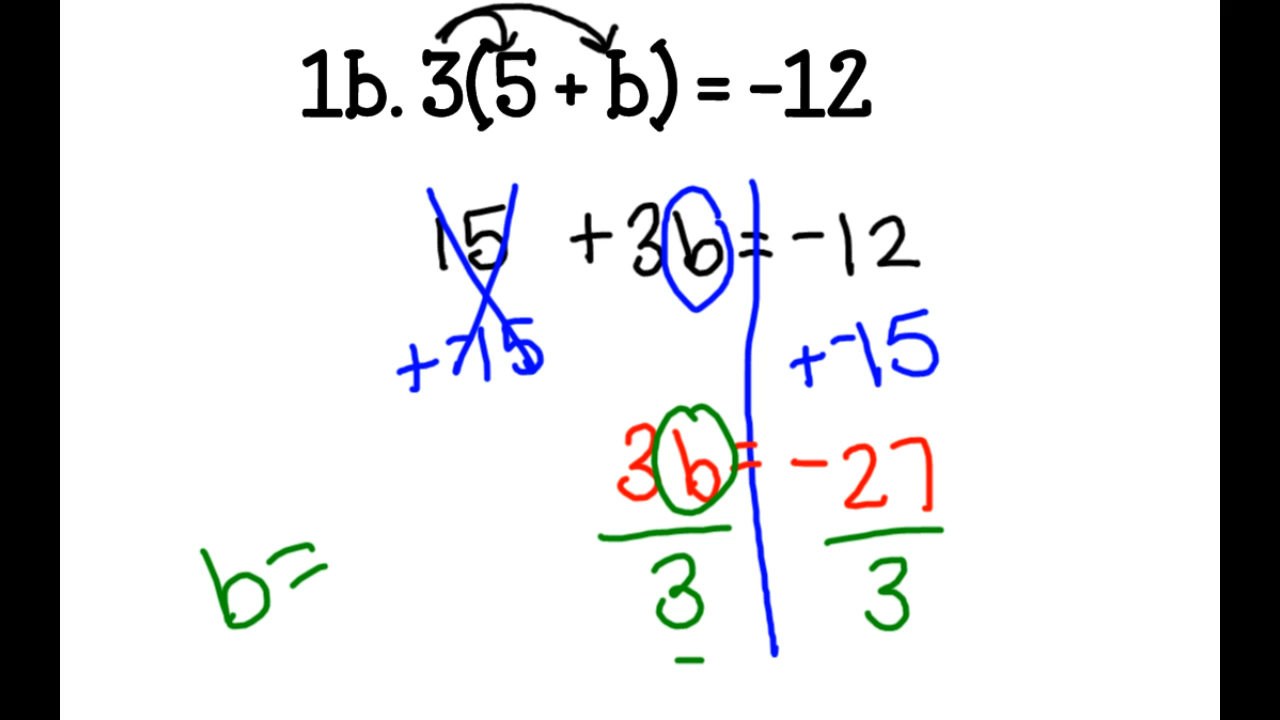 1b. 3(5 + b) = -12
15 + 3b = -12
+ -15 + -15
3b = -27
3 3
b =
-